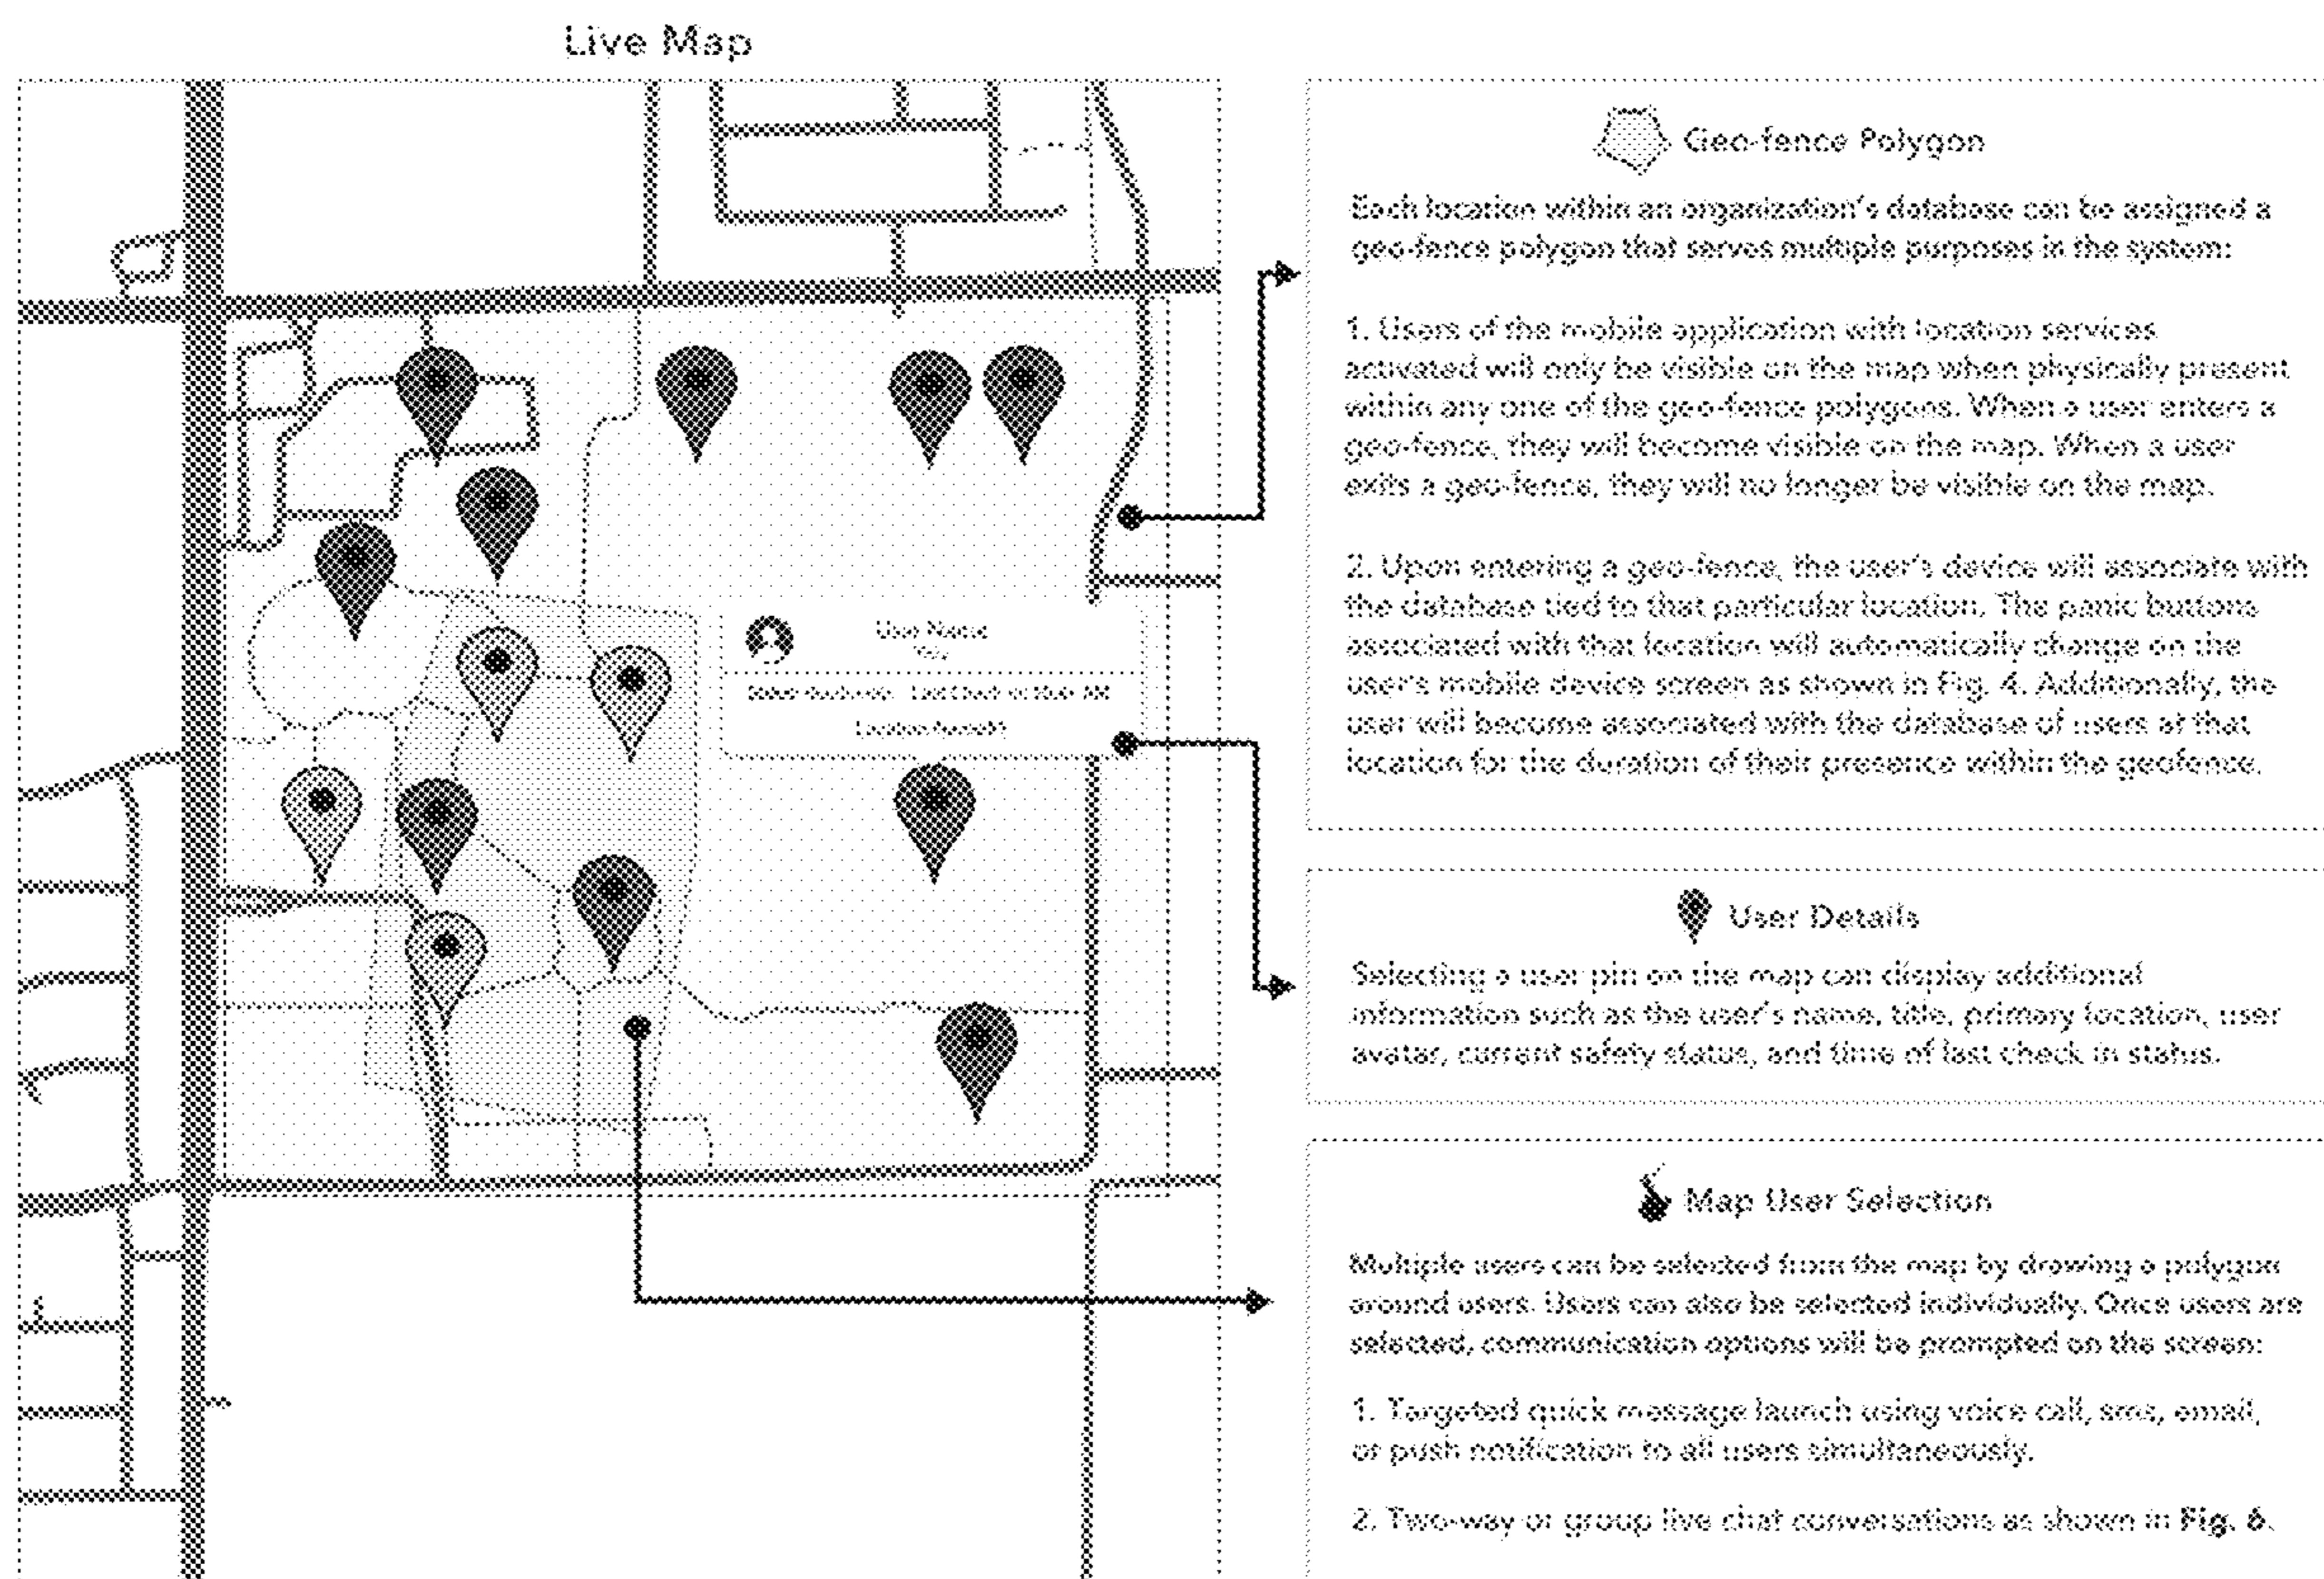 Live Map
Geo-fence Polygon
Each location within an organization's database can be assigned a
geo-fence polygon that serves multiple purposes in the system:
1. Users of the mobile application with location services
activated will only be visible on the map when physically present
within any one of the geo-fence polygons. When a user enters a
geo-fence, they will become visible on the map. When a user
exits a geo-fence, they will no longer be visible on the map.
2. Upon entering a geo-fence, the user's device will associate with
the database tied to that particular location. The panic buttons
associated with that location will automatically change on the
user's mobile device screen as shown in Fig. 4. Additionally, the
user will become associated with the database of users at that
location for the duration of their presence within the geofence.
User Name
User Details
Selecting a user pin on the map can display additional
information such as the user's name, title, primary location, user
avatar, current safety status, and time of last check in status.
Map User Selection
Multiple users can be selected from the map by drawing a polygon
around users. Users can also be selected individually. Once users are
selected, communication options will be prompted on the screen:
1. Targeted quick message launch using voice call, sms, email,
or push notification to all users simultaneously.
2. Two-way or group live chat conversations as shown in Fig. 6.